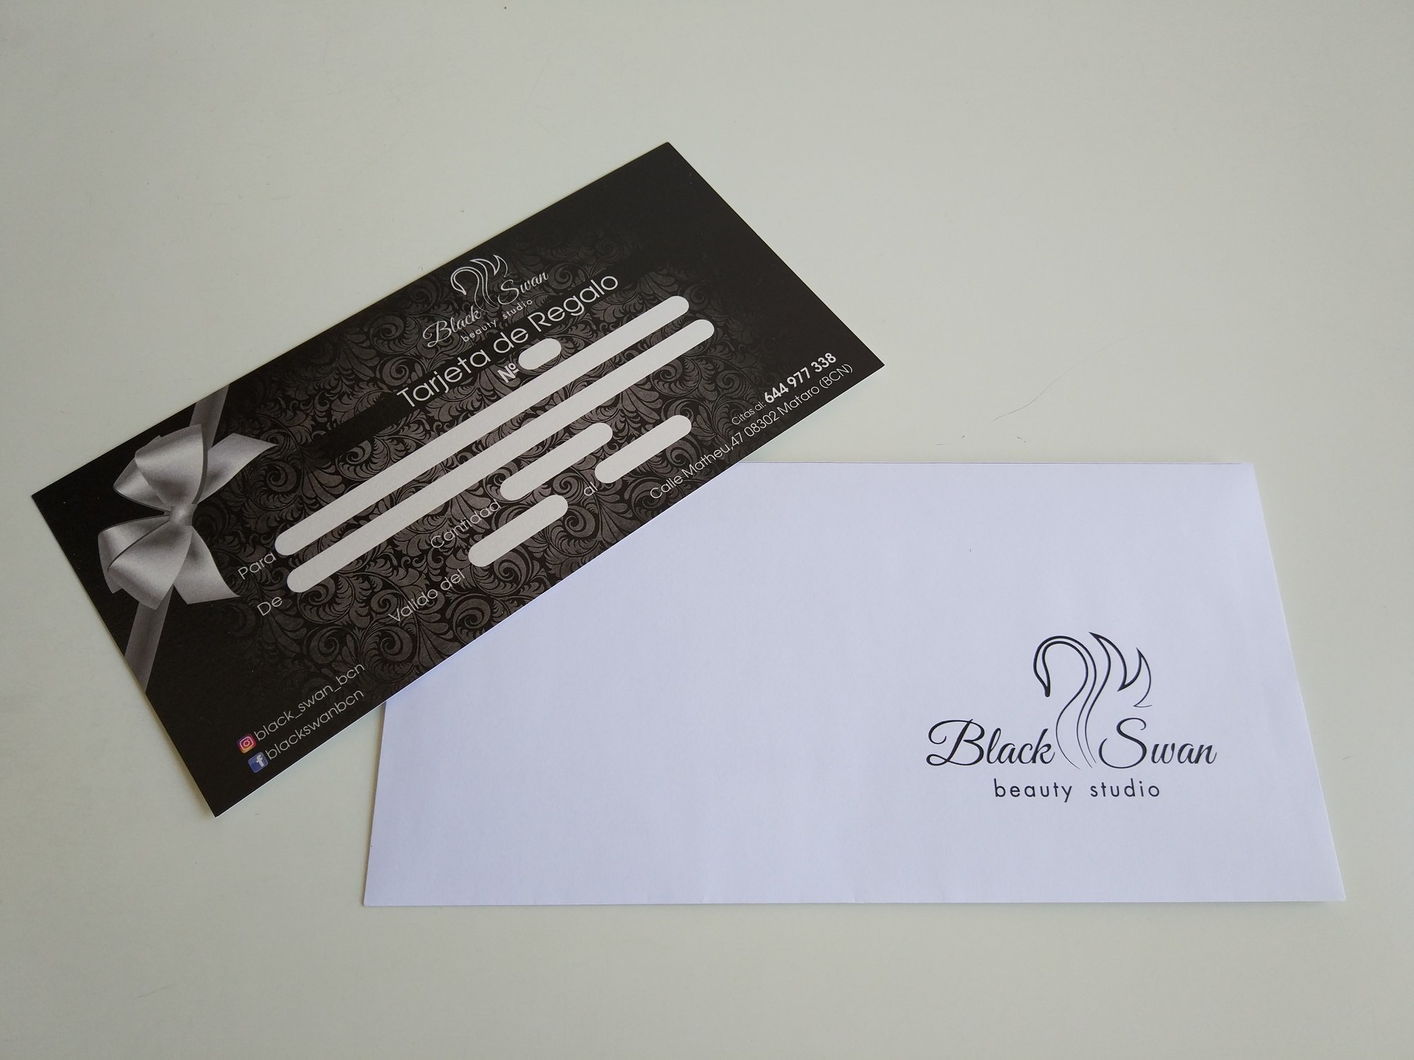 Black Swan
beauty studio
Tarjeta de Regalo
Nº
Para
De
Cantidad
Valido del
al
Citas al: 644 977 338
Calle Matheu,47 08302 Mataro (BCN)
black_swan_bcn
blackswanbcn
Black Swan
beauty studio